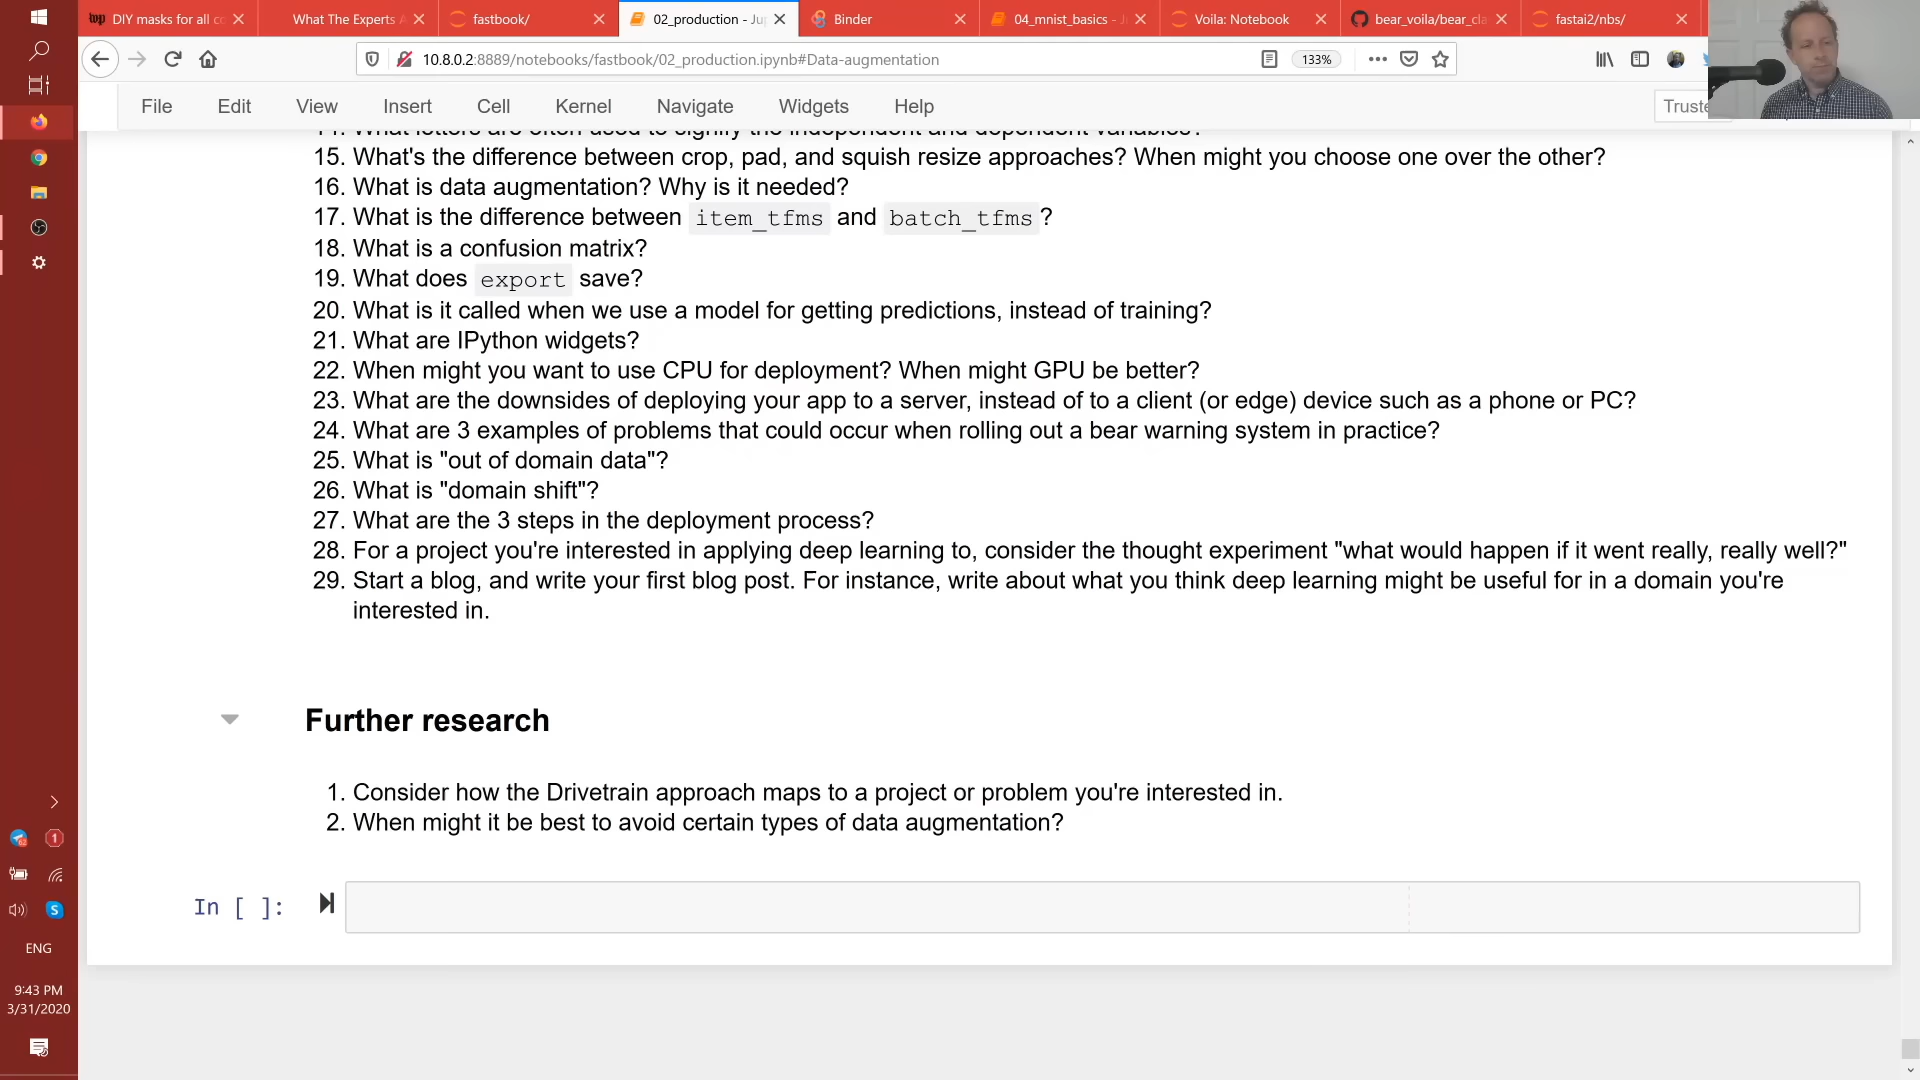 DIY masks for all c
What The Experts
fastbook/
02_production - Ju
Binder
04_mnist_basics - J
Voila: Notebook
bear_voila/bear_cla
fastai2/nbs/
10.8.0.2:8889/notebooks/fastbook/02_production.ipynb#Data-augmentation
133%
File Edit View Insert Cell Kernel Navigate Widgets Help
Truste
14. What letters are often used to signify the independent and dependent variables?
15. What's the difference between crop, pad, and squish resize approaches? When might you choose one over the other?
16. What is data augmentation? Why is it needed?
17. What is the difference between item_tfms and batch_tfms?
18. What is a confusion matrix?
19. What does export save?
20. What is it called when we use a model for getting predictions, instead of training?
21. What are IPython widgets?
22. When might you want to use CPU for deployment? When might GPU be better?
23. What are the downsides of deploying your app to a server, instead of to a client (or edge) device such as a phone or PC?
24. What are 3 examples of problems that could occur when rolling out a bear warning system in practice?
25. What is "out of domain data"?
26. What is "domain shift"?
27. What are the 3 steps in the deployment process?
28. For a project you're interested in applying deep learning to, consider the thought experiment "what would happen if it went really, really well?"
29. Start a blog, and write your first blog post. For instance, write about what you think deep learning might be useful for in a domain you're
interested in.
Further research
1. Consider how the Drivetrain approach maps to a project or problem you're interested in.
2. When might it be best to avoid certain types of data augmentation?
In [ ]:
ENG
9:43 PM
3/31/2020